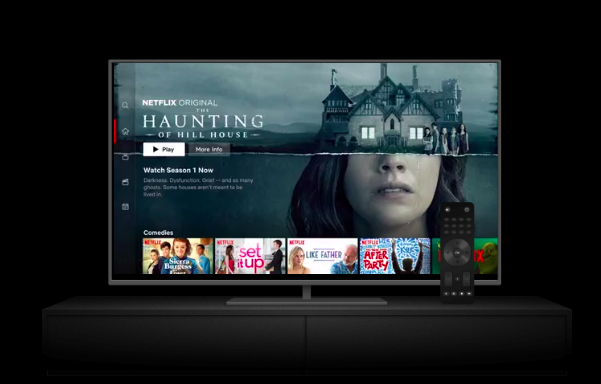 NETFLIX ORIGINAL
THE
HAUNTING
OF HILL HOUSE
Play
More Info
Watch Season 1 Now
Darkness. Dysfunction. Grief — and so many
ghosts. Some houses aren't meant to be
lived in.
Comedies
NETFLIX
NETFLIX
NETFLIX
NETFLIX
Sierra
Burgess
set
it up
LIKE FATHER
THE
AFTER
PARTY